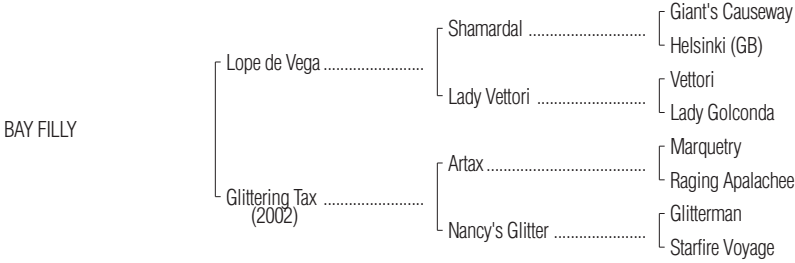 Giant's Causeway
Shamardal ..........................
Helsinki (GB)
Lope de Vega .......................
Vettori
Lady Vettori ........................
Lady Golconda
BAY FILLY
Marquetry
Artax ...................................
Raging Apalachee
Glittering Tax .......................
(2002)
Glitterman
Nancy's Glitter .....................
Starfire Voyage